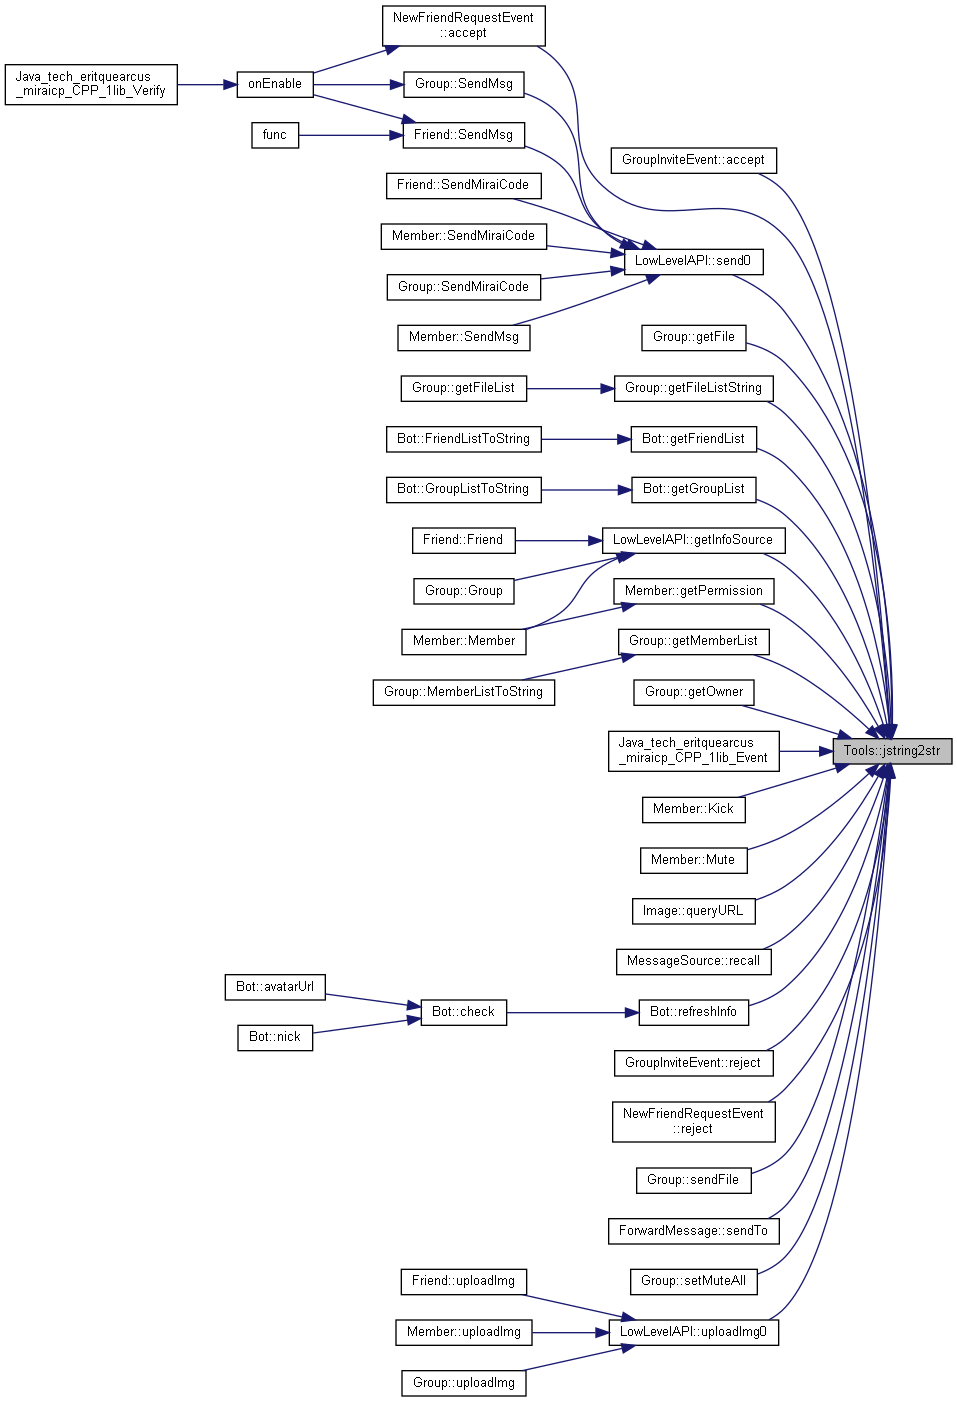 NewFriendRequestEvent
::accept
Java_tech_eritquearcus
_miraicp_CPP_1lib_Verify
onEnable
Group::SendMsg
func
Friend::SendMsg
GroupInviteEvent::accept
Friend::SendMiraiCode
Member::SendMiraiCode
LowLevelAPI::send0
Group::SendMiraiCode
Member::SendMsg
Group::getFile
Group::getFileList
Group::getFileListString
Bot::FriendListToString
Bot::getFriendList
Bot::GroupListToString
Bot::getGroupList
Friend::Friend
LowLevelAPI::getInfoSource
Group::Group
Member::getPermission
Member::Member
Group::getMemberList
Group::MemberListToString
Group::getOwner
Java_tech_eritquearcus
_miraicp_CPP_1lib_Event
Tools::jstring2str
Member::Kick
Member::Mute
Image::queryURL
MessageSource::recall
Bot::avatarUrl
Bot::check
Bot::refreshInfo
Bot::nick
GroupInviteEvent::reject
NewFriendRequestEvent
::reject
Group::sendFile
ForwardMessage::sendTo
Group::setMuteAll
Friend::uploadImg
Member::uploadImg
LowLevelAPI::uploadImg0
Group::uploadImg